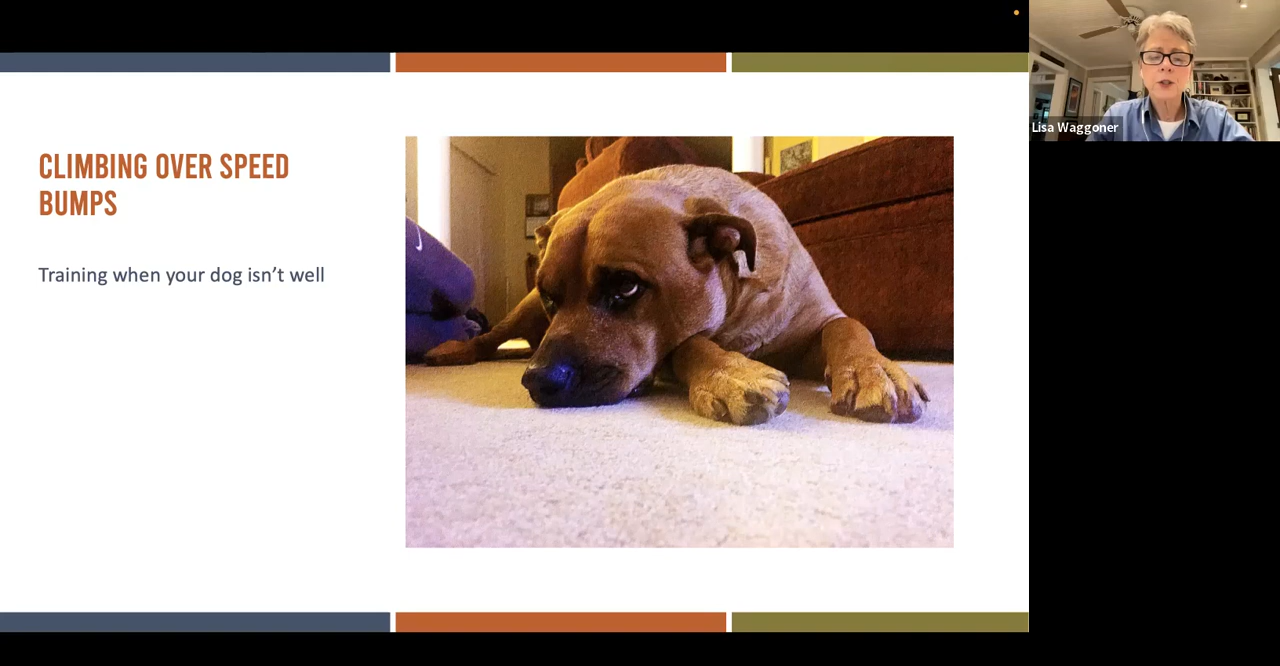 CLIMBING OVER SPEED
BUMPS
Training when your dog isn’t well
Lisa Waggoner